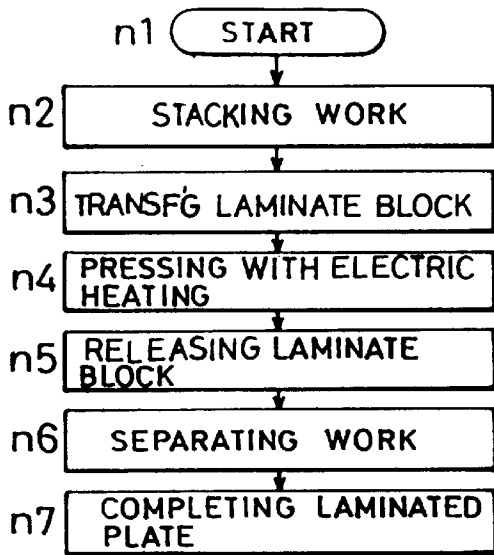 n1 START
n2 STACKING WORK
n3 TRANSF'G LAMINATE BLOCK
n4 PRESSING WITH ELECTRIC
HEATING
n5 RELEASING LAMINATE
BLOCK
n6 SEPARATING WORK
n7 COMPLETING LAMINATED
PLATE